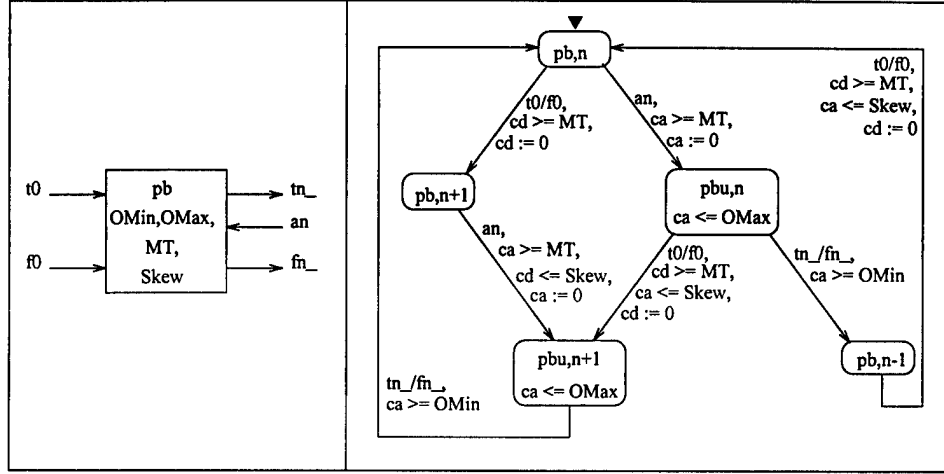 t0
f0
pb
OMin,OMax,
MT,
Skew
tn_
an
fn_
pb,n
t0/f0,
cd >= MT,
cd := 0
an,
ca >= MT,
ca := 0
t0/f0,
cd >= MT,
ca <= Skew,
cd := 0
pb,n+1
pbu,n
ca <= OMax
an,
ca >= MT,
cd <= Skew,
ca := 0
t0/f0,
cd >= MT,
ca <= Skew,
cd := 0
tn_/fn_,
ca >= OMin
pbu,n+1
ca <= OMax
pb,n-1
tn_/fn_,
ca >= OMin